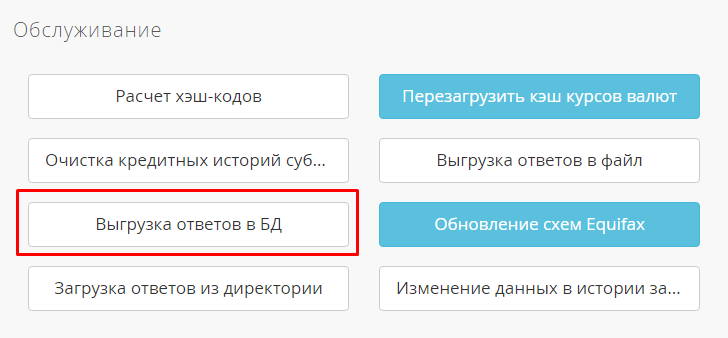 Обслуживание
Расчет хэш-кодов
Перезагрузить кэш курсов валют
Очистка кредитных историй суб...
Выгрузка ответов в файл
Выгрузка ответов в БД
Обновление схем Equifax
Загрузка ответов из директории
Изменение данных в истории за...